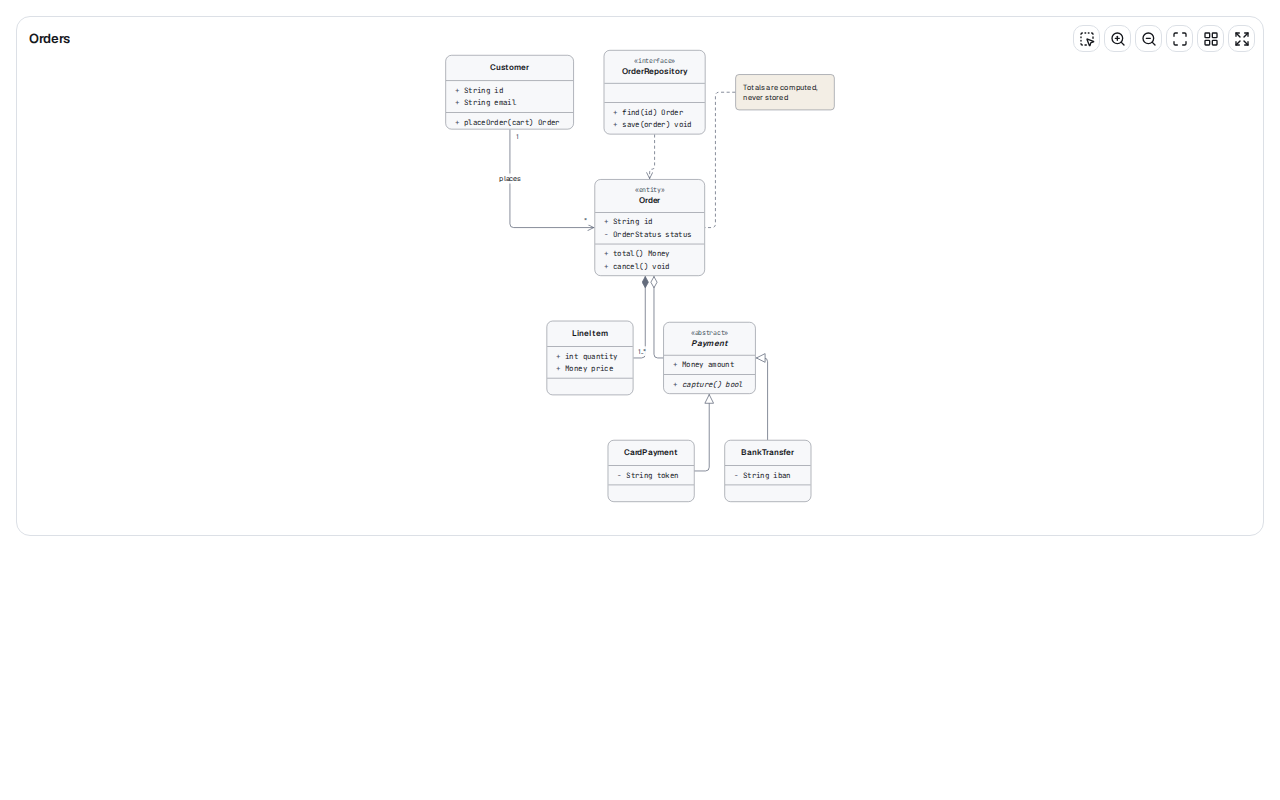 Orders
Customer
+ String id
+ String email
+ placeOrder(cart) Order
«interface»
OrderRepository
+ find(id) Order
+ save(order) void
Totals are computed,
never stored
1
places
*
«entity»
Order
+ String id
- OrderStatus status
+ total() Money
+ cancel() void
LineItem
+ int quantity
+ Money price
1..*
«abstract»
Payment
+ Money amount
+ capture() bool
CardPayment
- String token
BankTransfer
- String iban